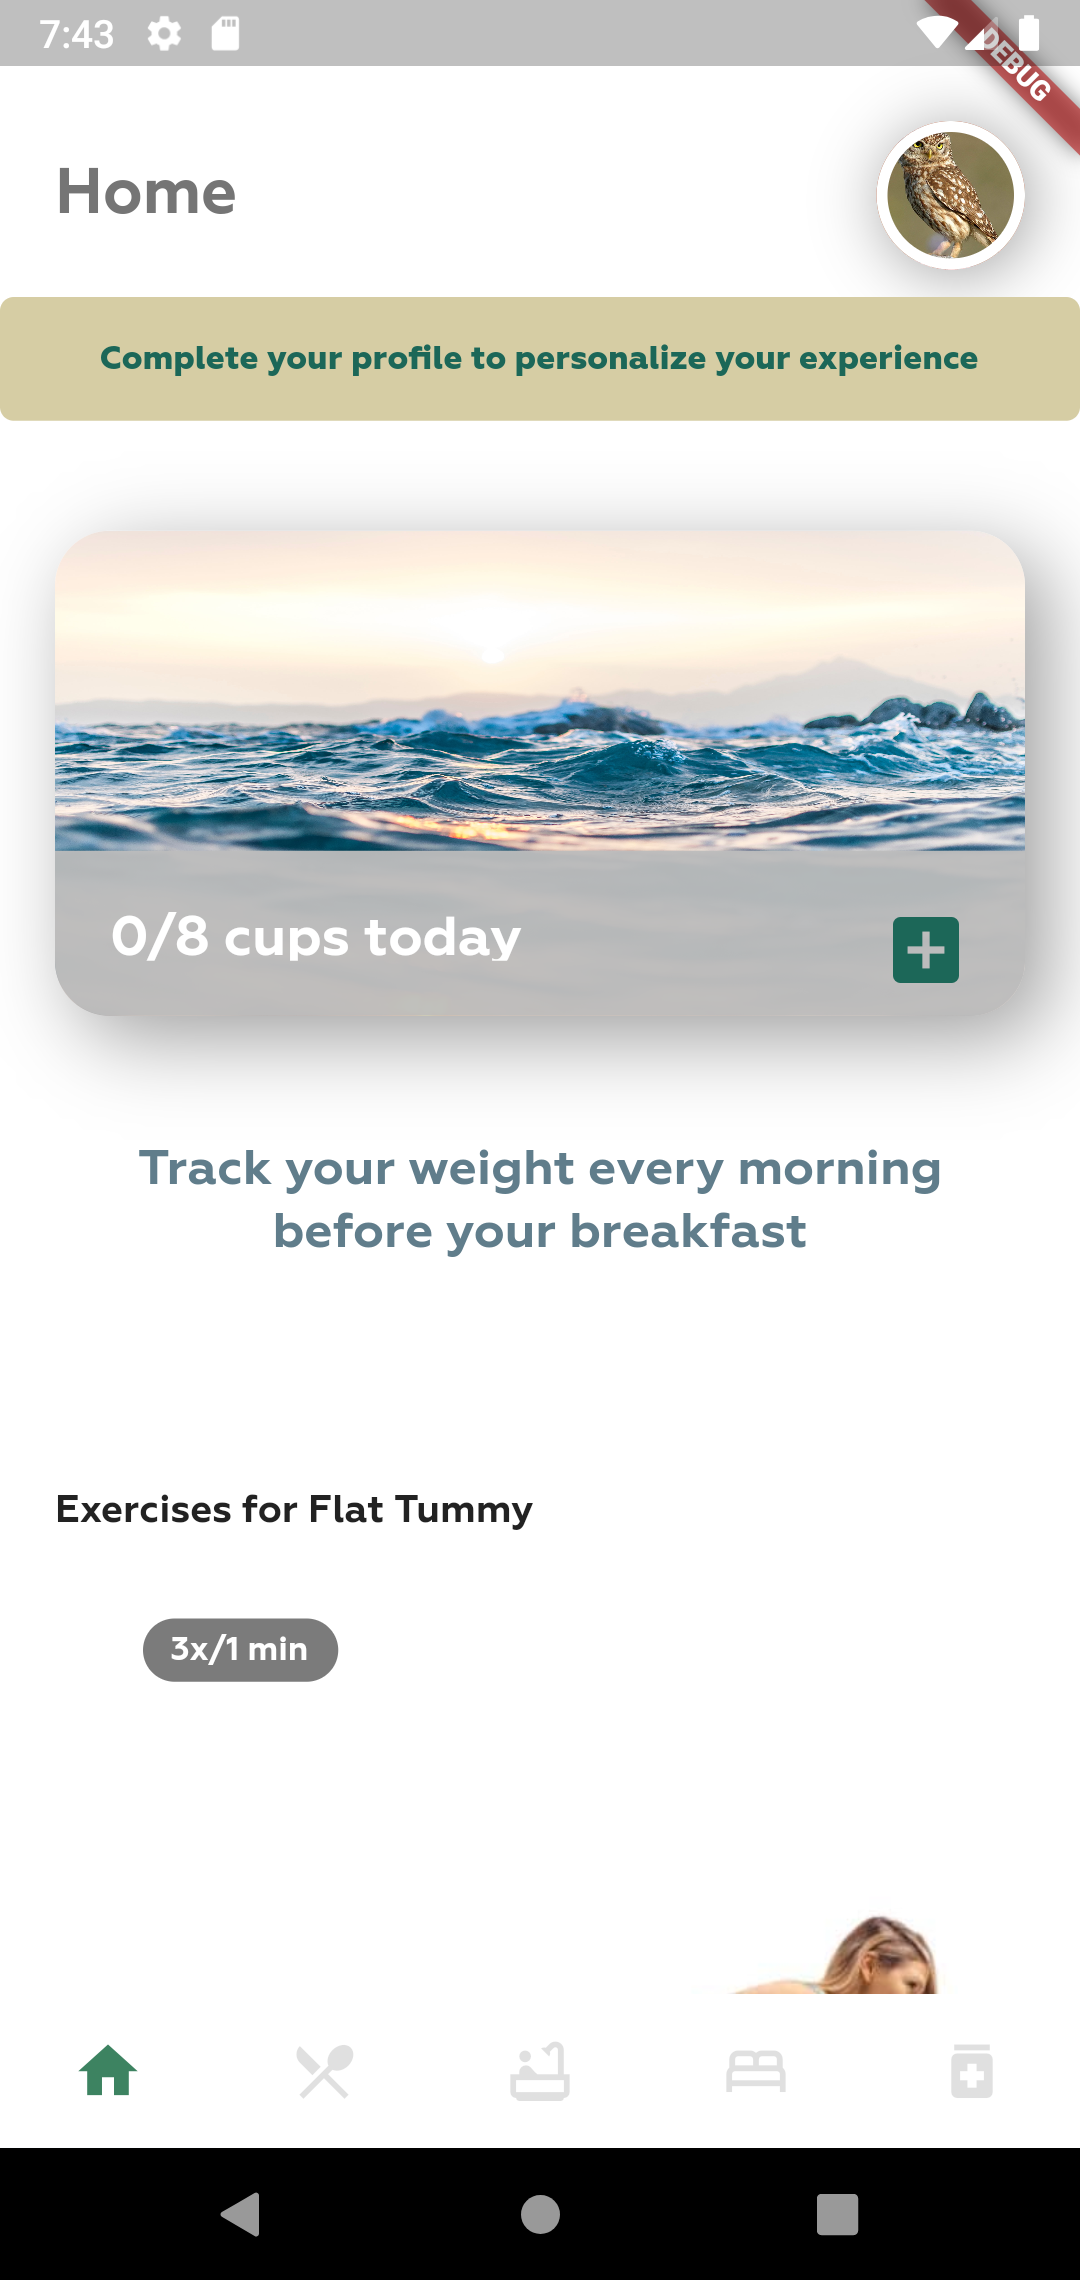 7:43
DEBUG
Home
Complete your profile to personalize your experience
0/8 cups today
Track your weight every morning
before your breakfast
Exercises for Flat Tummy
3x/1 min